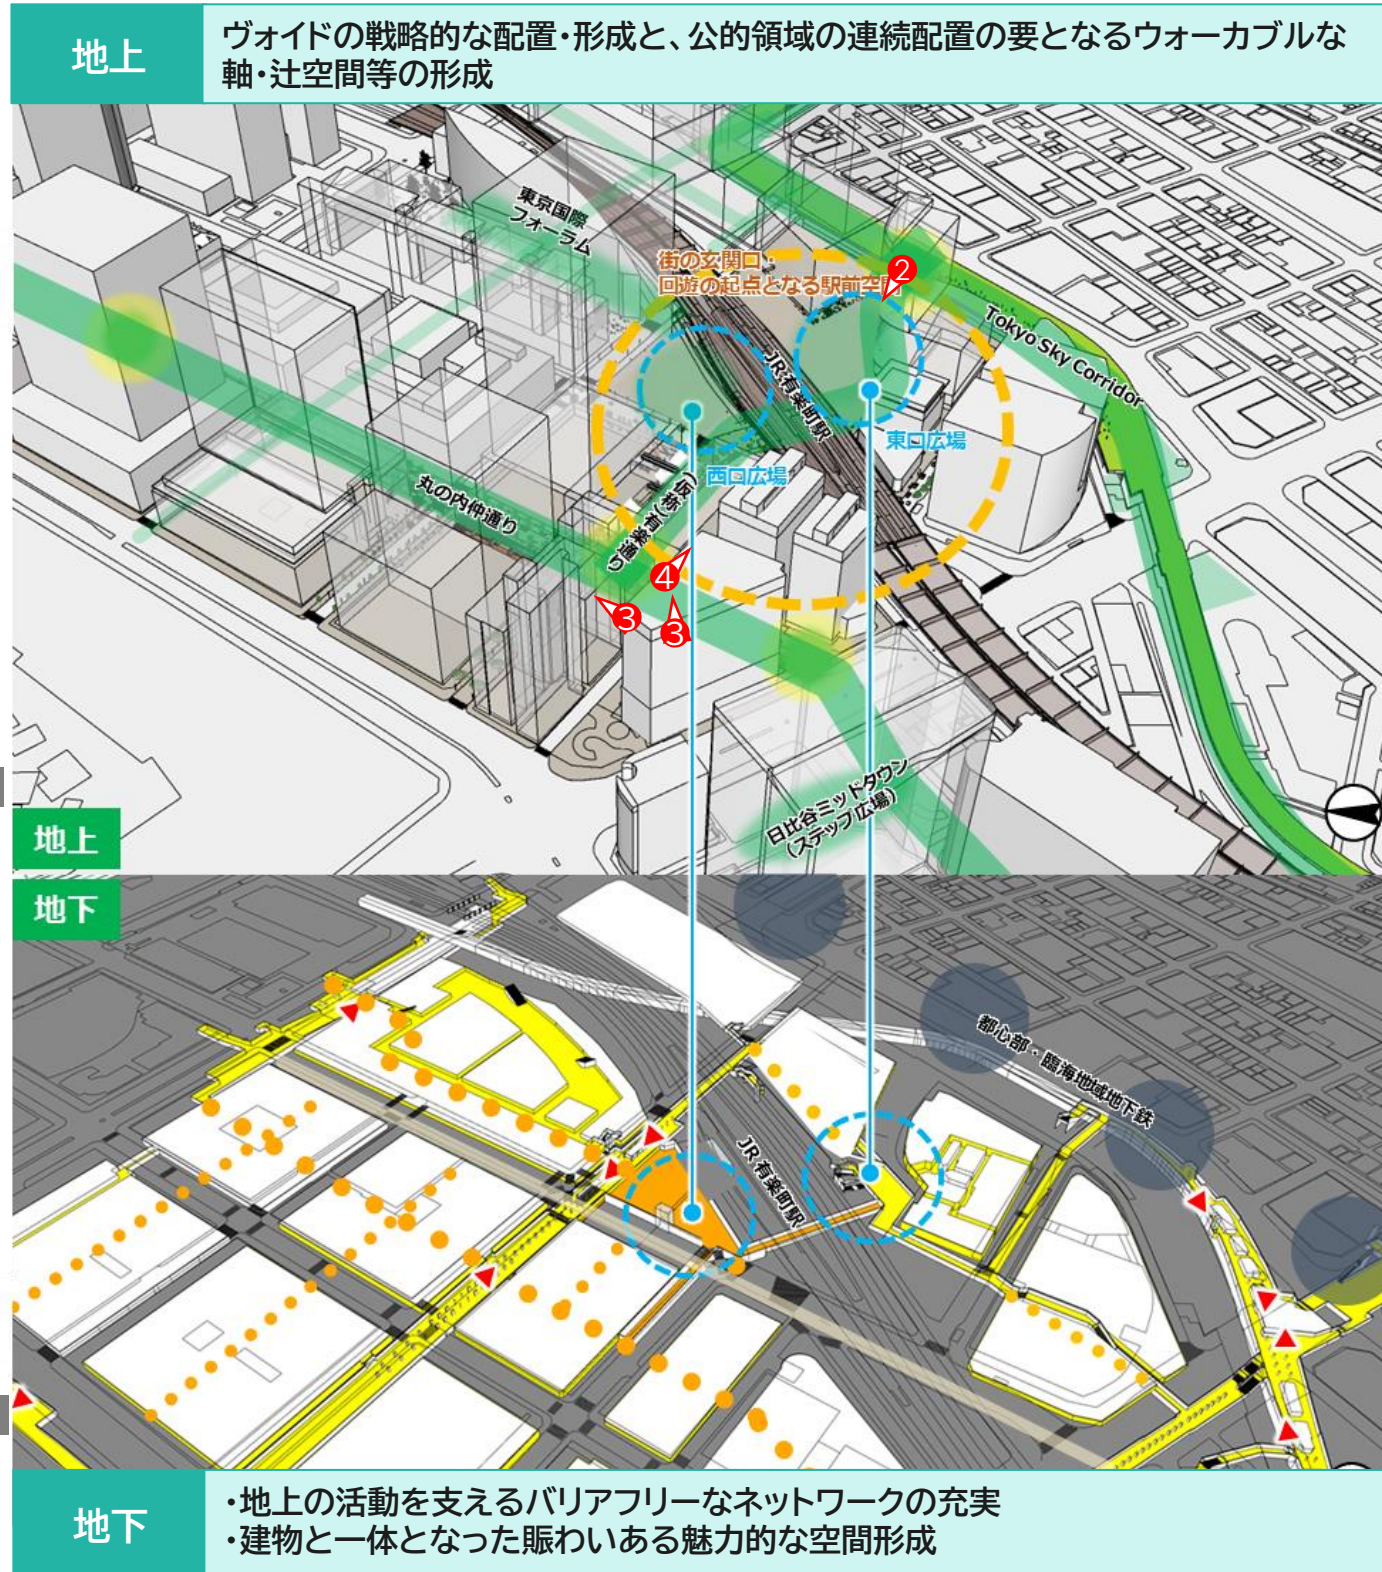 地上
ヴォイドの戦略的な配置・形成と、公的領域の連続配置の要となるウォーカブルな
軸・辻空間等の形成
東京国際
フォーラム
街の玄関口・
回遊の起点となる駅前空間
2
Tokyo Sky Corridor
JR有楽町駅
東口広場
西口広場
丸の内仲通り
(仮称)有楽通り
4
3
3
日比谷ミッドタウン
(ステップ広場)
地上
地下
都心部・臨海地域地下鉄
JR有楽町駅
地下
・地上の活動を支えるバリアフリーなネットワークの充実
・建物と一体となった賑わいある魅力的な空間形成